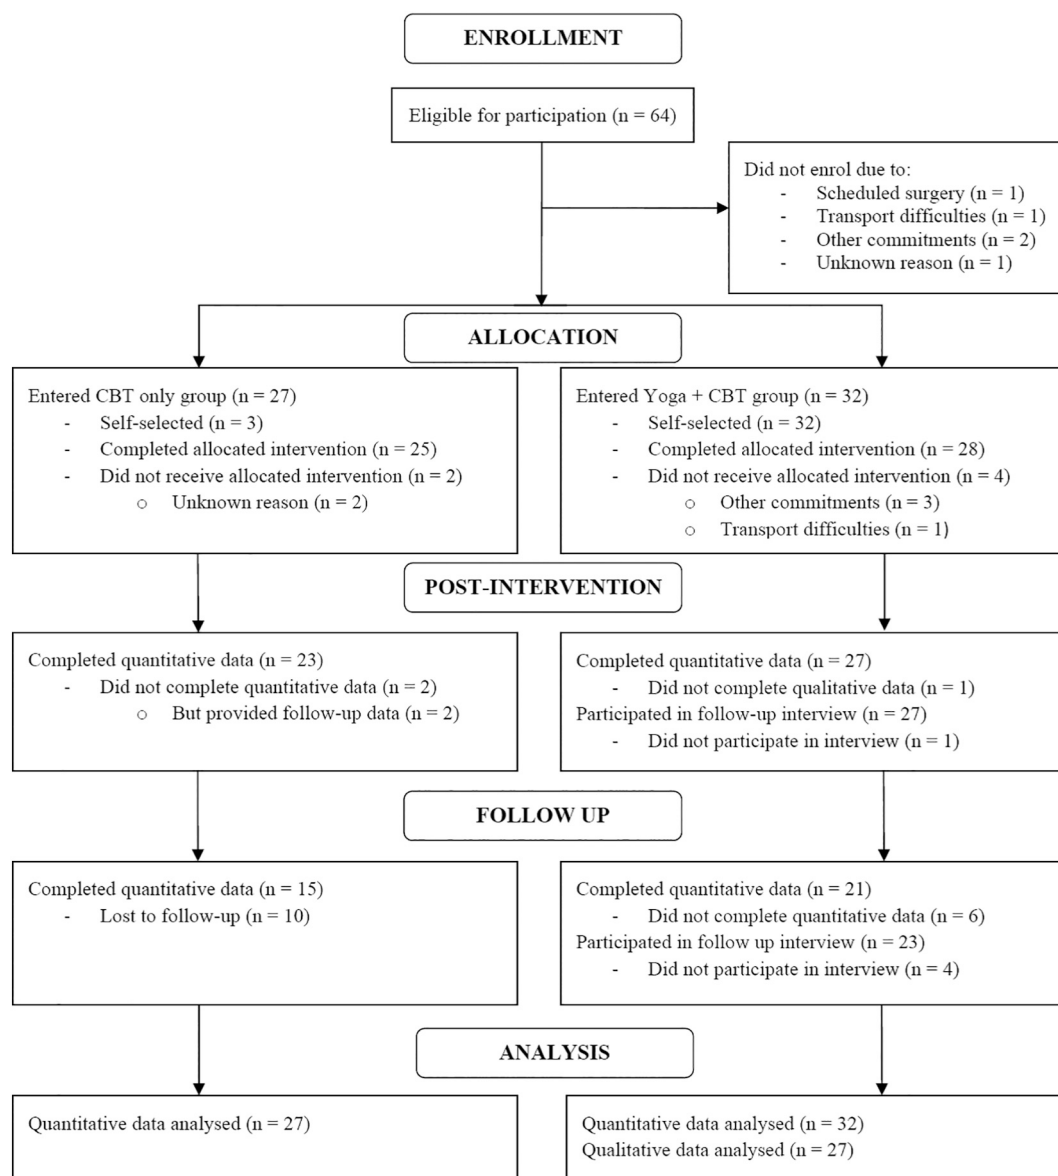 ENROLLMENT
Eligible for participation (n = 64)
Did not enrol due to:
- Scheduled surgery (n = 1)
- Transport difficulties (n = 1)
- Other commitments (n = 2)
- Unknown reason (n = 1)
ALLOCATION
Entered CBT only group (n = 27)
- Self-selected (n = 3)
- Completed allocated intervention (n = 25)
- Did not receive allocated intervention (n = 2)
o Unknown reason (n = 2)
Entered Yoga + CBT group (n = 32)
- Self-selected (n = 32)
- Completed allocated intervention (n = 28)
- Did not receive allocated intervention (n = 4)
o Other commitments (n = 3)
o Transport difficulties (n = 1)
POST-INTERVENTION
Completed quantitative data (n = 23)
- Did not complete quantitative data (n = 2)
o But provided follow-up data (n = 2)
Completed quantitative data (n = 27)
- Did not complete qualitative data (n = 1)
Participated in follow-up interview (n = 27)
- Did not participate in interview (n = 1)
FOLLOW UP
Completed quantitative data (n = 15)
- Lost to follow-up (n = 10)
Completed quantitative data (n = 21)
- Did not complete quantitative data (n = 6)
Participated in follow up interview (n = 23)
- Did not participate in interview (n = 4)
ANALYSIS
Quantitative data analysed (n = 27)
Quantitative data analysed (n = 32)
Qualitative data analysed (n = 27)